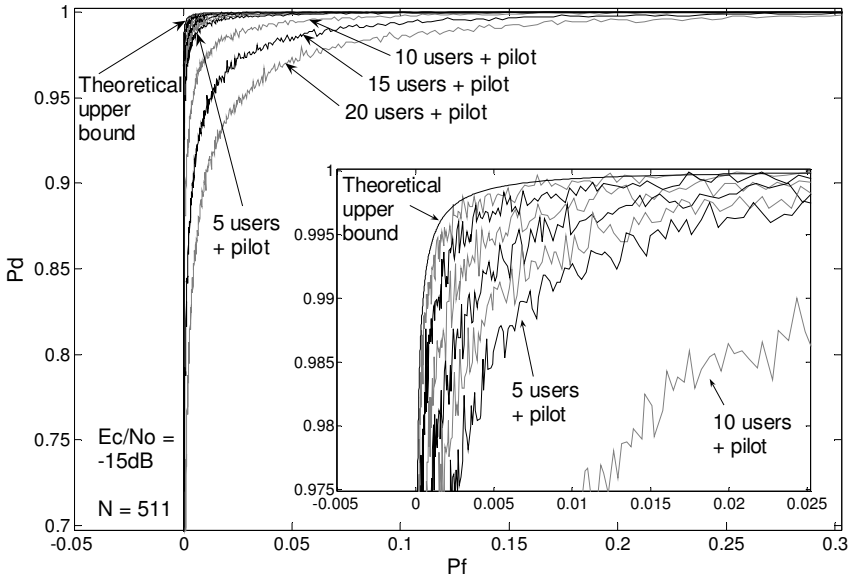 1
0.95
0.9
0.85
0.8
0.75
0.7
Pd
-0.05
0
0.05
0.1
0.15
0.2
0.25
0.3
Pf
Theoretical
upper
bound
10 users + pilot
15 users + pilot
20 users + pilot
5 users
+ pilot
Ec/No =
-15dB
N = 511
1
0.995
0.99
0.985
0.98
0.975
-0.005
0
0.005
0.01
0.015
0.02
0.025
Theoretical
upper
bound
5 users
+ pilot
10 users
+ pilot